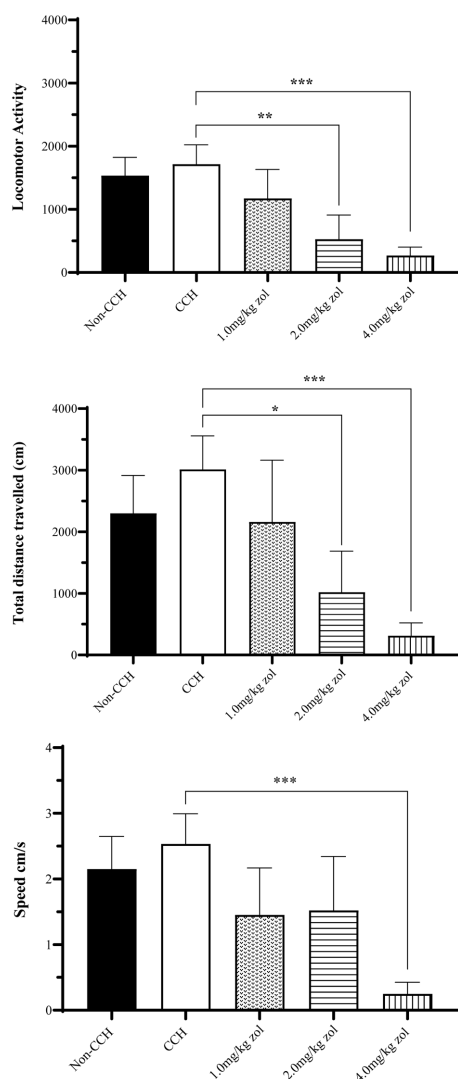 Locomotor Activity
4000
3000
2000
1000
0
***
**
Non-CCH
CCH
1.0mg/kg zol
2.0mg/kg zol
4.0mg/kg zol
Total distance travelled (cm)
4000
3000
2000
1000
0
***
*
Non-CCH
CCH
1.0mg/kg zol
2.0mg/kg zol
4.0mg/kg zol
Speed cm/s
4
3
2
1
0
***
Non-CCH
CCH
1.0mg/kg zol
2.0mg/kg zol
4.0mg/kg zol